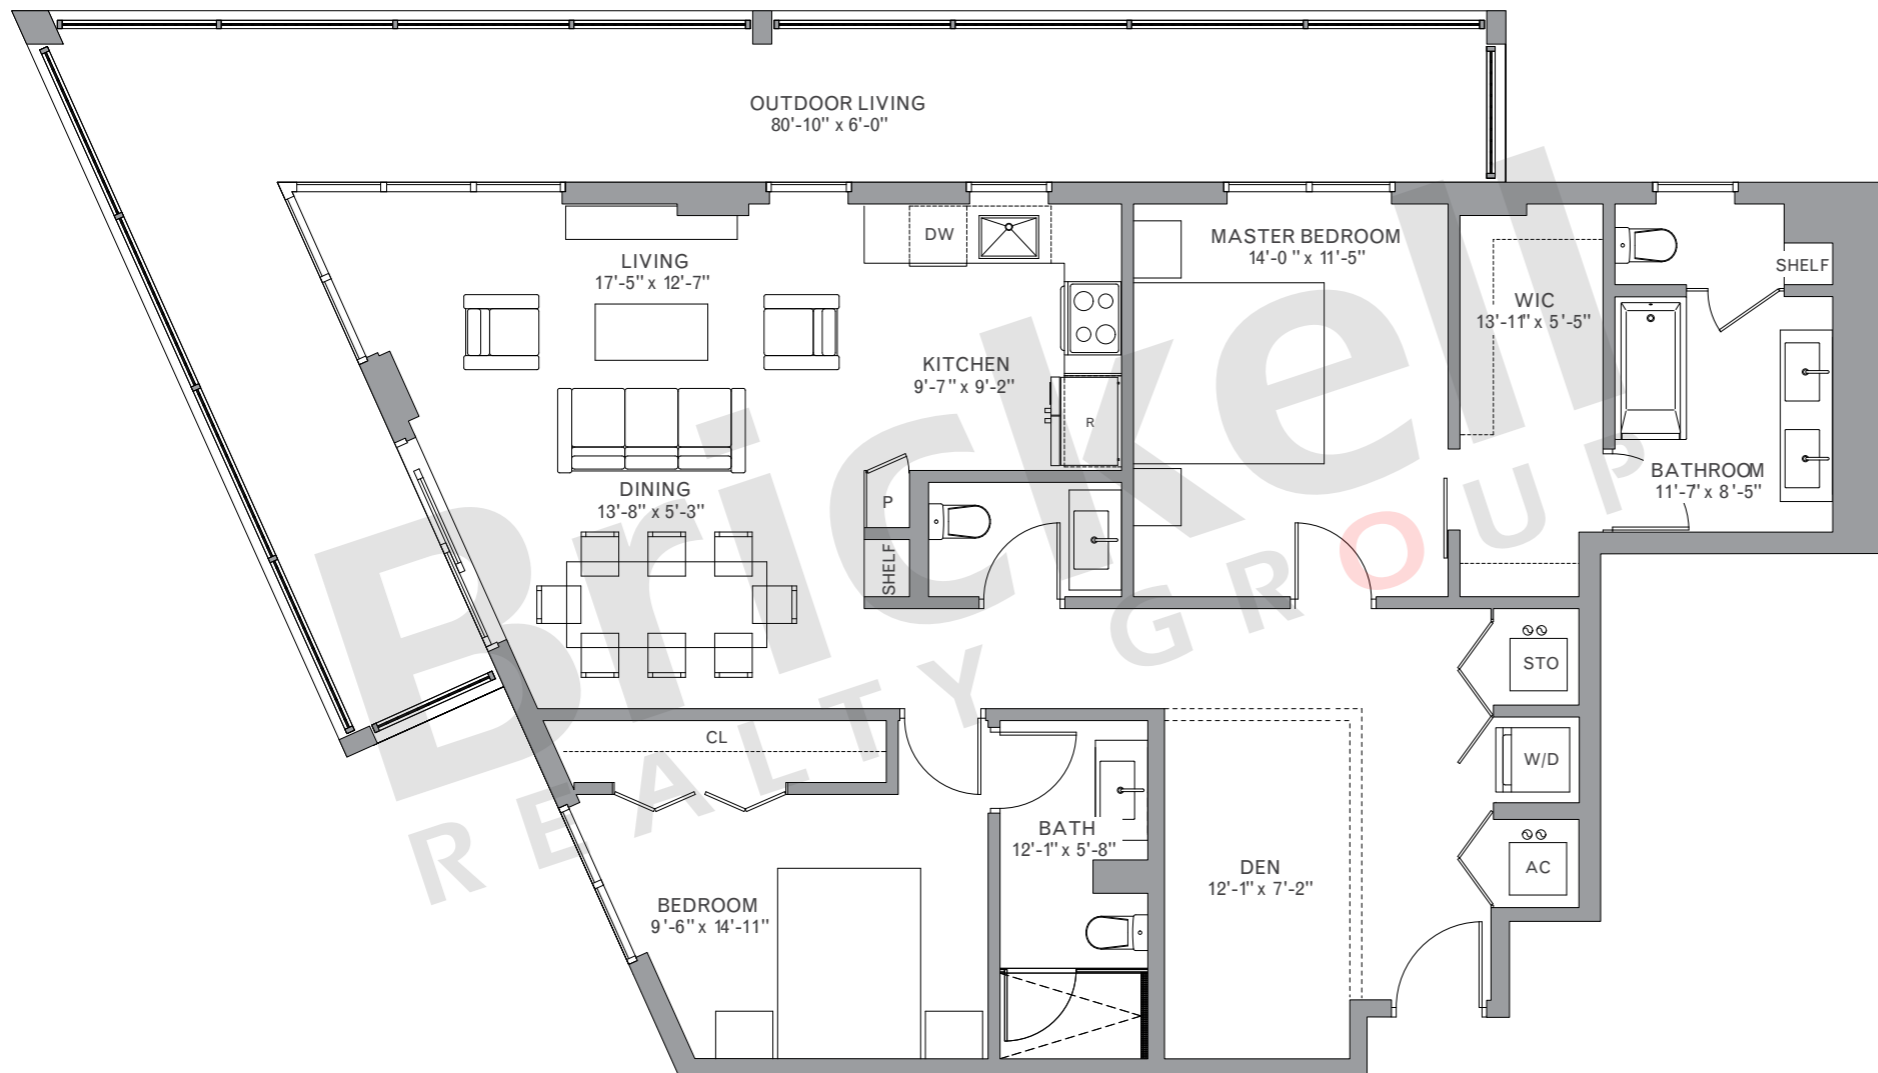 OUTDOOR LIVING
80'-10" x 6'-0"
LIVING
17'-5" x 12'-7"
DW
MASTER BEDROOM
14'-0 " x 11'-5"
SHELF
WIC
13'-11" x 5 '-5"
KITCHEN
9'-7" x 9'-2"
R
BATHROOM
11'-7" x 8 '-5"
DINING
13'-8" x 5'-3"
P
SHELF
STO
CL
W/D
BATH
12'-1" x 5'-8"
DEN
12'-1" x 7'-2"
AC
BEDROOM
9 '-6" x 14'-11"
Brickell
REALTY GROUP